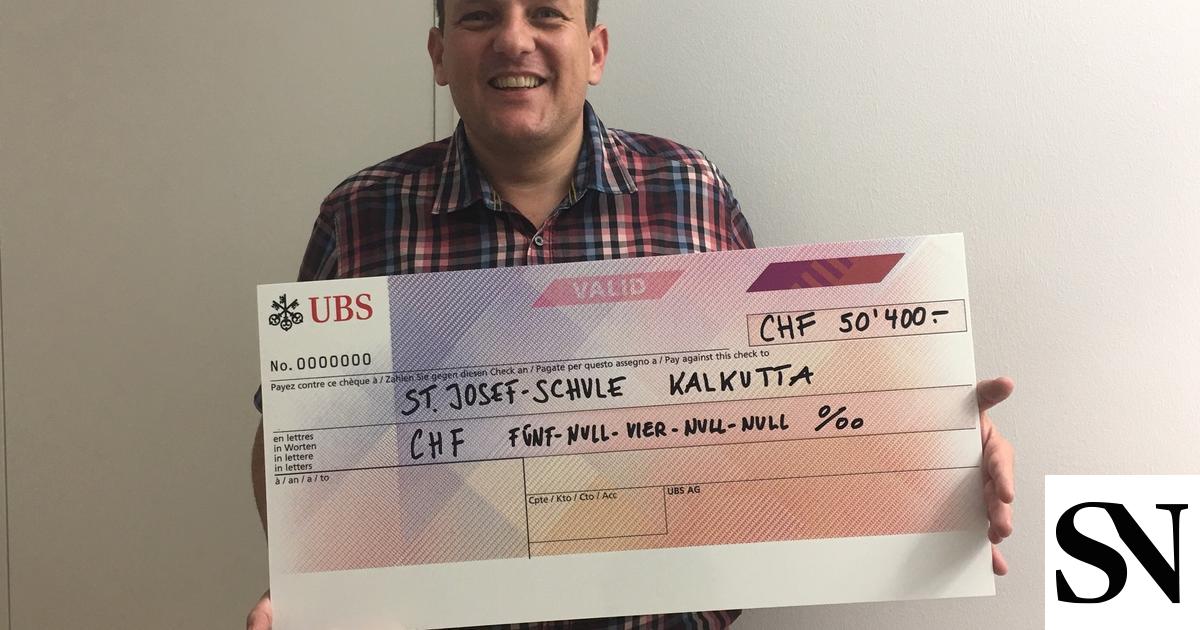 VALID
UBS
CHF 50'400.-
No. 0000000
Payez contre ce chèque à / Zahlen Sie gegen diesen Check an / Pagate per questo assegno a / Pay against this check to
ST. JOSEF-SCHULE KALKUTTA
en lettres
in Worten
in lettere
in letters
CHF FÜNF-NULL-VIER-NULL-NULL %00
à / an / a / to
Cpte / Kto / Cto / Acc
UBS AG
SN